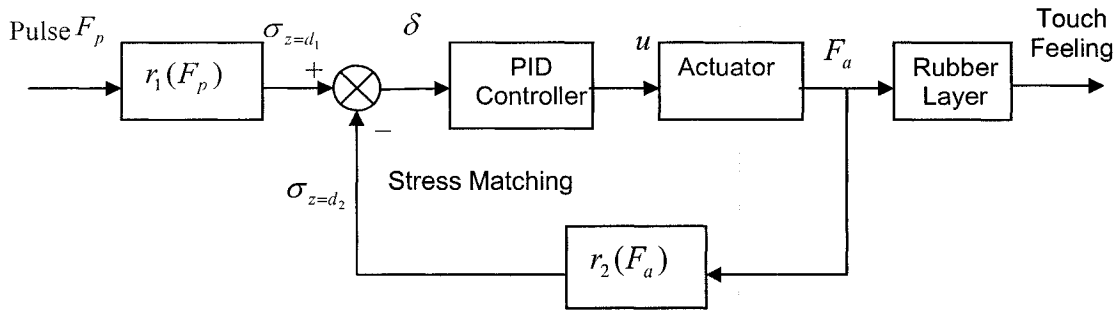 Pulse F_p
r_1(F_p)
σ_{z=d_1}
+
−
δ
PID
Controller
u
Actuator
F_a
Rubber
Layer
Touch
Feeling
σ_{z=d_2}
Stress Matching
r_2(F_a)